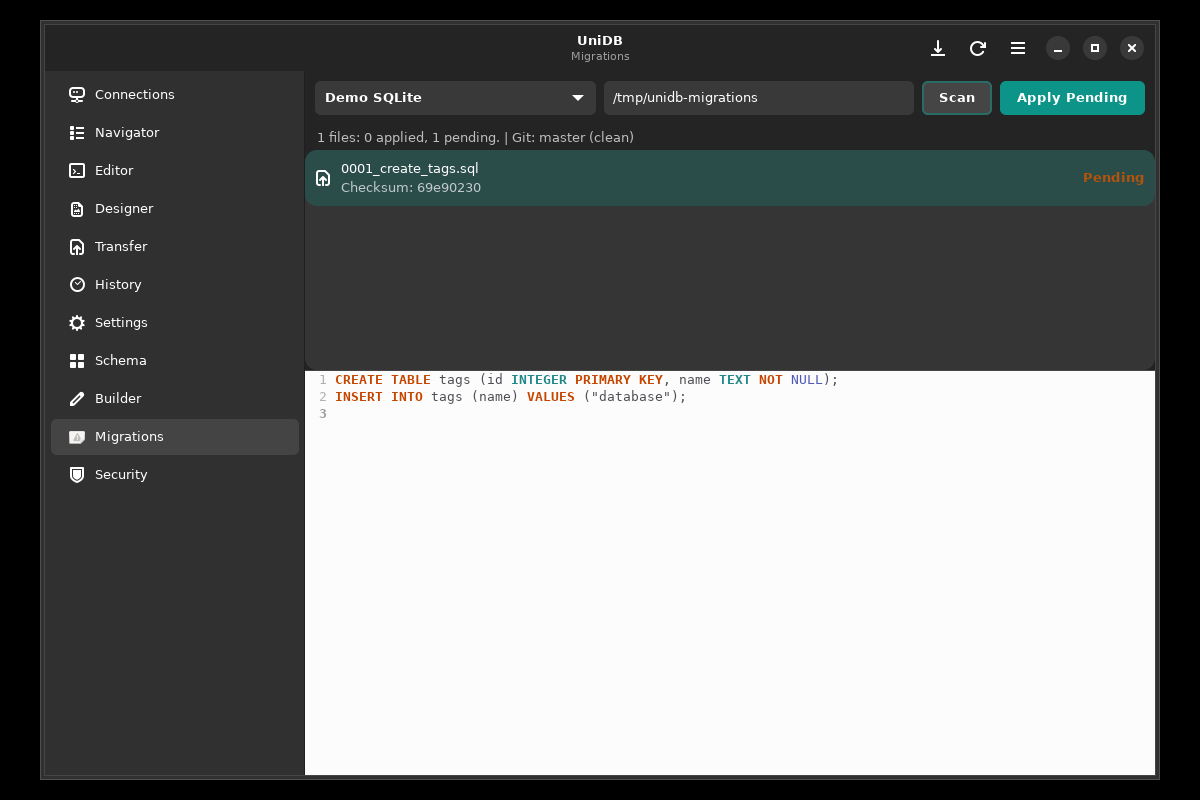 UniDB
Migrations
Connections
Navigator
Editor
Designer
Transfer
History
Settings
Schema
Builder
Migrations
Security
Demo SQLite
/tmp/unidb-migrations
Scan
Apply Pending
1 files: 0 applied, 1 pending. | Git: master (clean)
0001_create_tags.sql
Checksum: 69e90230
Pending
1 CREATE TABLE tags (id INTEGER PRIMARY KEY, name TEXT NOT NULL);
2 INSERT INTO tags (name) VALUES ("database");
3